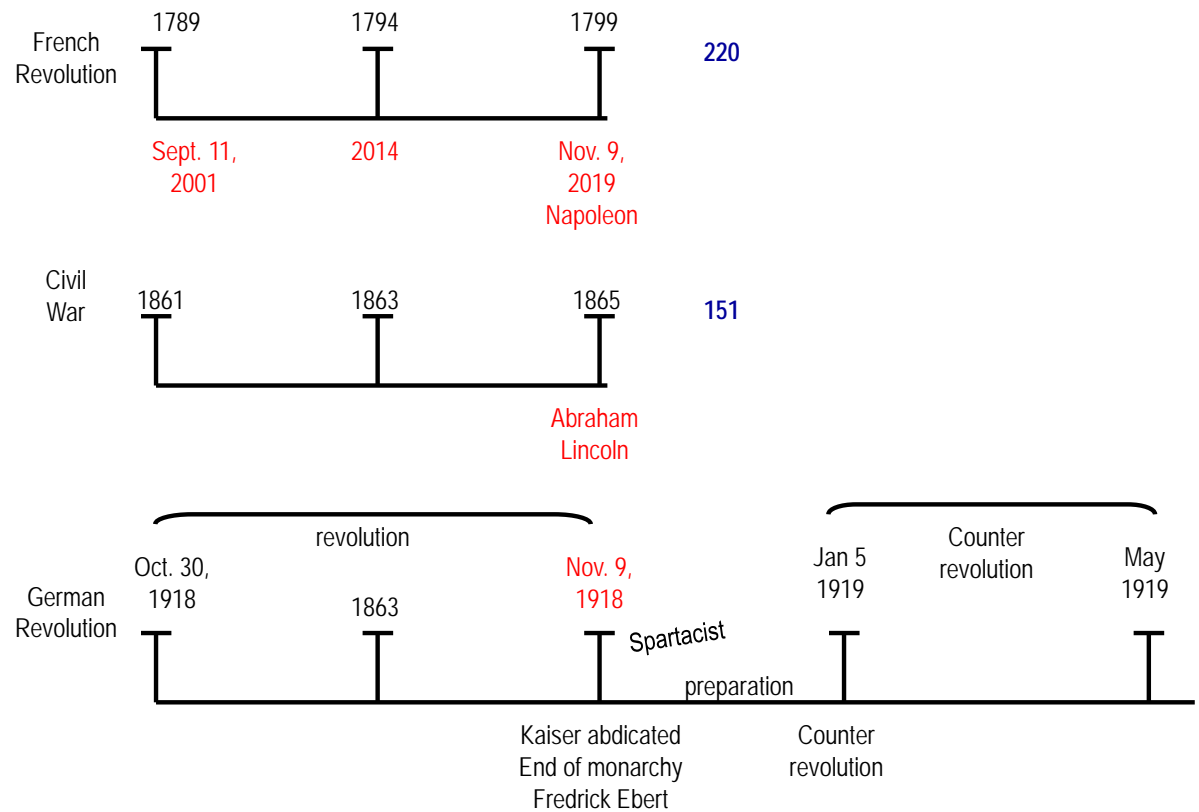 1789
1794
1799
French
Revolution
220
Sept. 11,
2001
2014
Nov. 9,
2019
Napoleon
Civil
War
1861
1863
1865
151
Abraham
Lincoln
revolution
Counter
revolution
Oct. 30,
1918
1863
Nov. 9,
1918
Jan 5
1919
May
1919
German
Revolution
Spartacist
preparation
Kaiser abdicated
End of monarchy
Fredrick Ebert
Counter
revolution